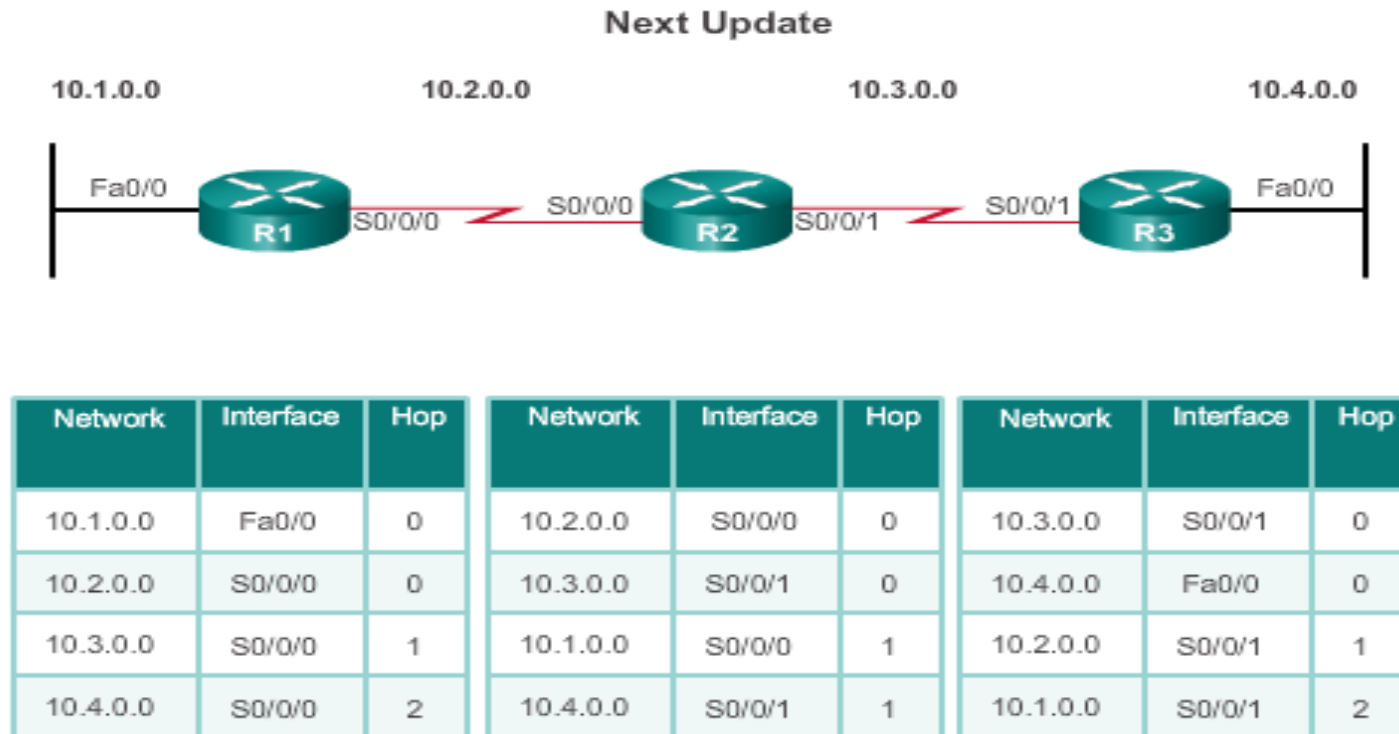 Next Update
10.1.0.0 10.2.0.0 10.3.0.0 10.4.0.0
Fa0/0 S0/0/0 S0/0/0 S0/0/1 S0/0/1 Fa0/0
R1 R2 R3
Network Interface Hop Network Interface Hop Network Interface Hop
10.1.0.0 Fa0/0 0 10.2.0.0 S0/0/0 0 10.3.0.0 S0/0/1 0
10.2.0.0 S0/0/0 0 10.3.0.0 S0/0/1 0 10.4.0.0 Fa0/0 0
10.3.0.0 S0/0/0 1 10.1.0.0 S0/0/0 1 10.2.0.0 S0/0/1 1
10.4.0.0 S0/0/0 2 10.4.0.0 S0/0/1 1 10.1.0.0 S0/0/1 2